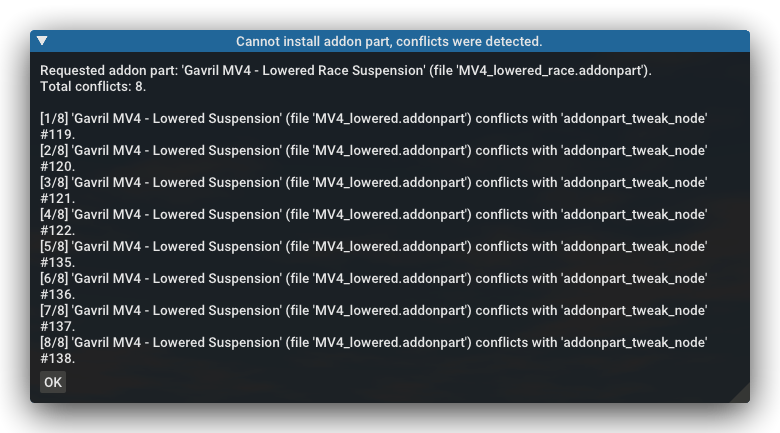 Cannot install addon part, conflicts were detected.
Requested addon part: 'Gavril MV4 - Lowered Race Suspension' (file 'MV4_lowered_race.addonpart').
Total conflicts: 8.
[1/8] 'Gavril MV4 - Lowered Suspension' (file 'MV4_lowered.addonpart') conflicts with 'addonpart_tweak_node'
#119.
[2/8] 'Gavril MV4 - Lowered Suspension' (file 'MV4_lowered.addonpart') conflicts with 'addonpart_tweak_node'
#120.
[3/8] 'Gavril MV4 - Lowered Suspension' (file 'MV4_lowered.addonpart') conflicts with 'addonpart_tweak_node'
#121.
[4/8] 'Gavril MV4 - Lowered Suspension' (file 'MV4_lowered.addonpart') conflicts with 'addonpart_tweak_node'
#122.
[5/8] 'Gavril MV4 - Lowered Suspension' (file 'MV4_lowered.addonpart') conflicts with 'addonpart_tweak_node'
#135.
[6/8] 'Gavril MV4 - Lowered Suspension' (file 'MV4_lowered.addonpart') conflicts with 'addonpart_tweak_node'
#136.
[7/8] 'Gavril MV4 - Lowered Suspension' (file 'MV4_lowered.addonpart') conflicts with 'addonpart_tweak_node'
#137.
[8/8] 'Gavril MV4 - Lowered Suspension' (file 'MV4_lowered.addonpart') conflicts with 'addonpart_tweak_node'
#138.
OK